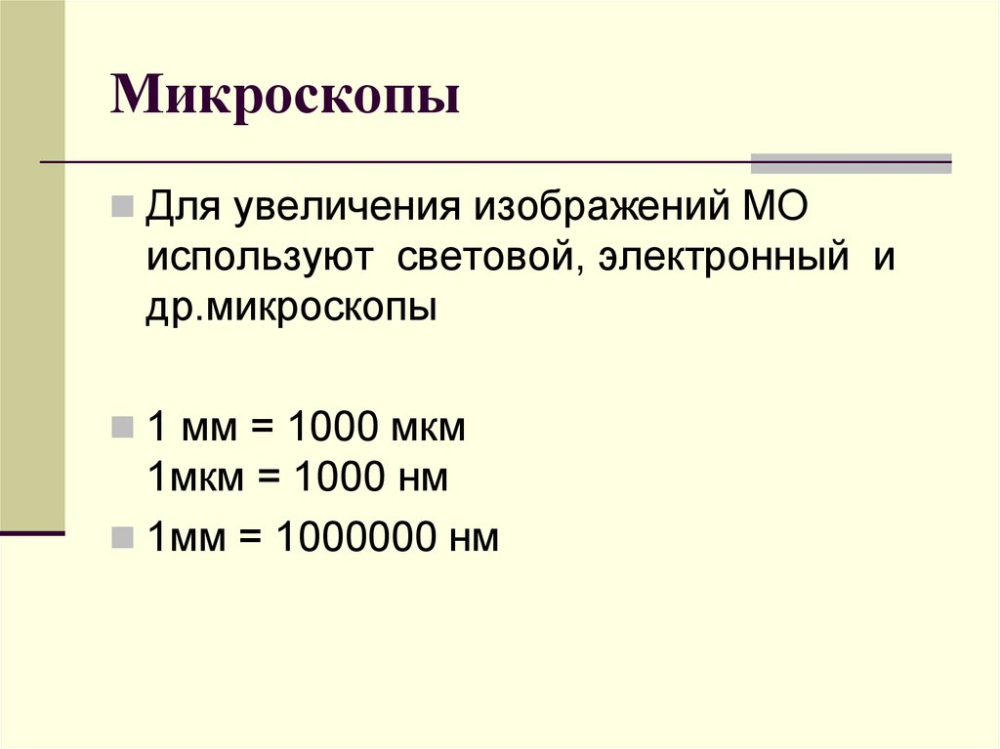 Микроскопы
Для увеличения изображений МО
используют  световой, электронный  и
др.микроскопы
1 мм = 1000 мкм
1мкм = 1000 нм
1мм = 1000000 нм